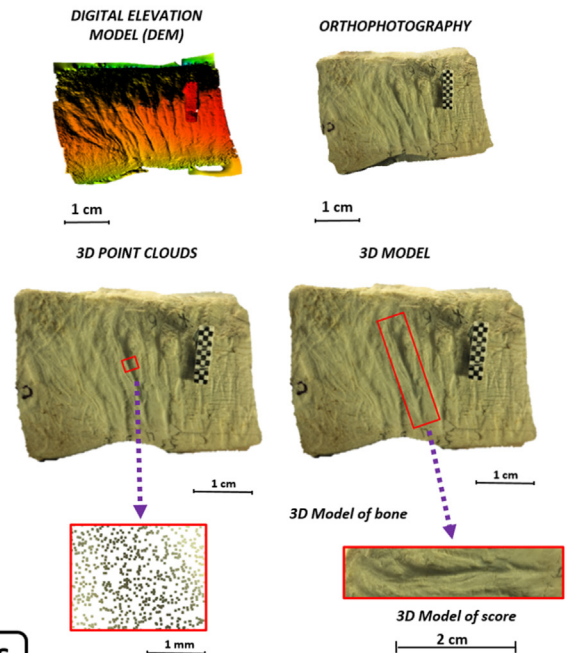 DIGITAL ELEVATION
MODEL (DEM)
ORTHOPHOTOGRAPHY
1 cm
1 cm
3D POINT CLOUDS
3D MODEL
1 cm
1 cm
3D Model of bone
3D Model of score
1 mm
2 cm